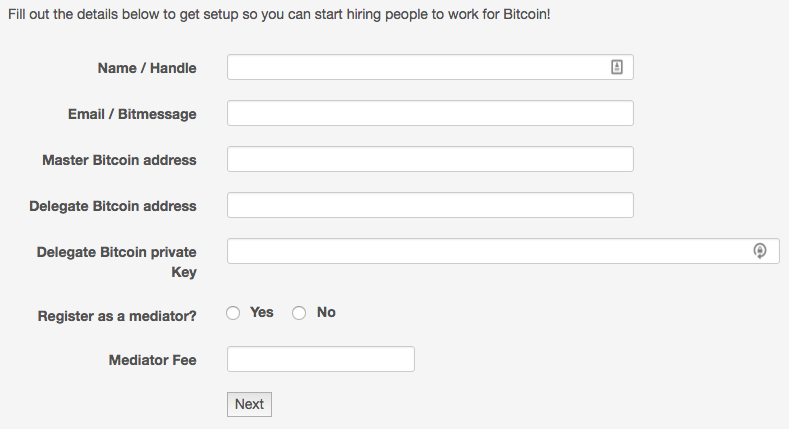 Fill out the details below to get setup so you can start hiring people to work for Bitcoin!
Name / Handle
Email / Bitmessage
Master Bitcoin address
Delegate Bitcoin address
Delegate Bitcoin private
Key
Register as a mediator? Yes No
Mediator Fee
Next